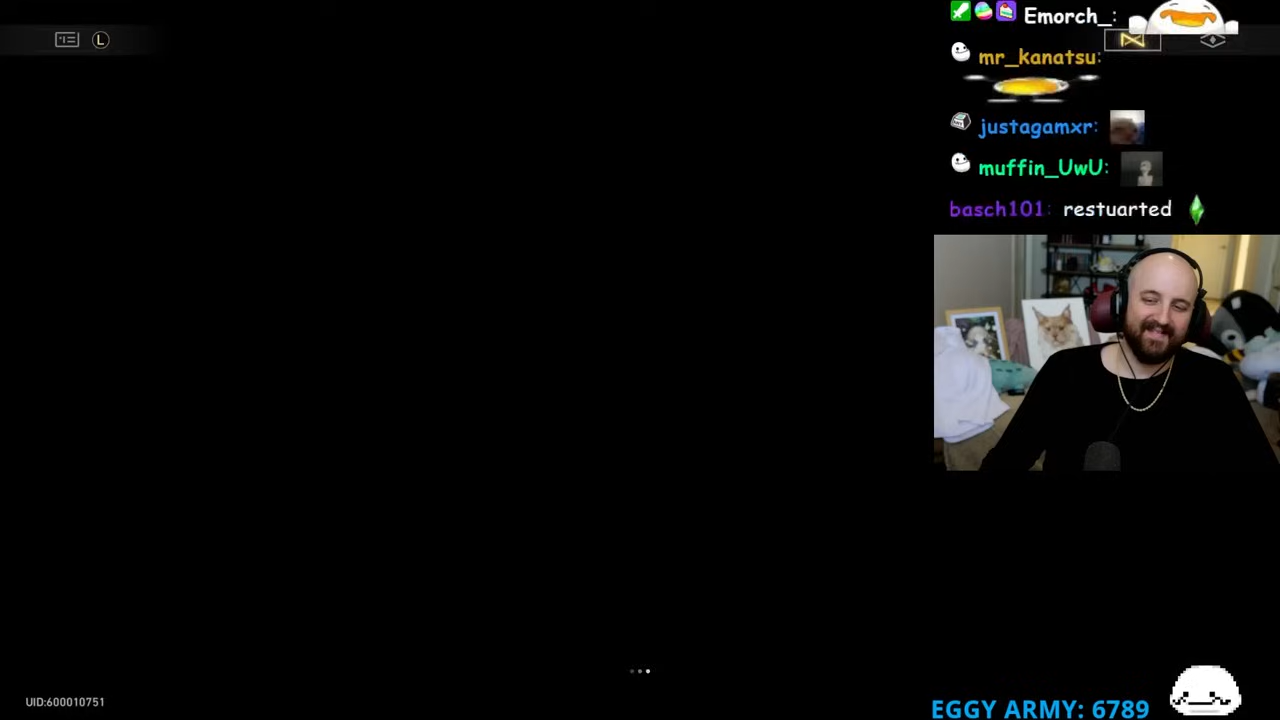 L
Emorch_:
mr_kanatsu:
justagamxr:
muffin_UwU:
basch101: restuarted
UID:600010751
EGGY ARMY: 6789